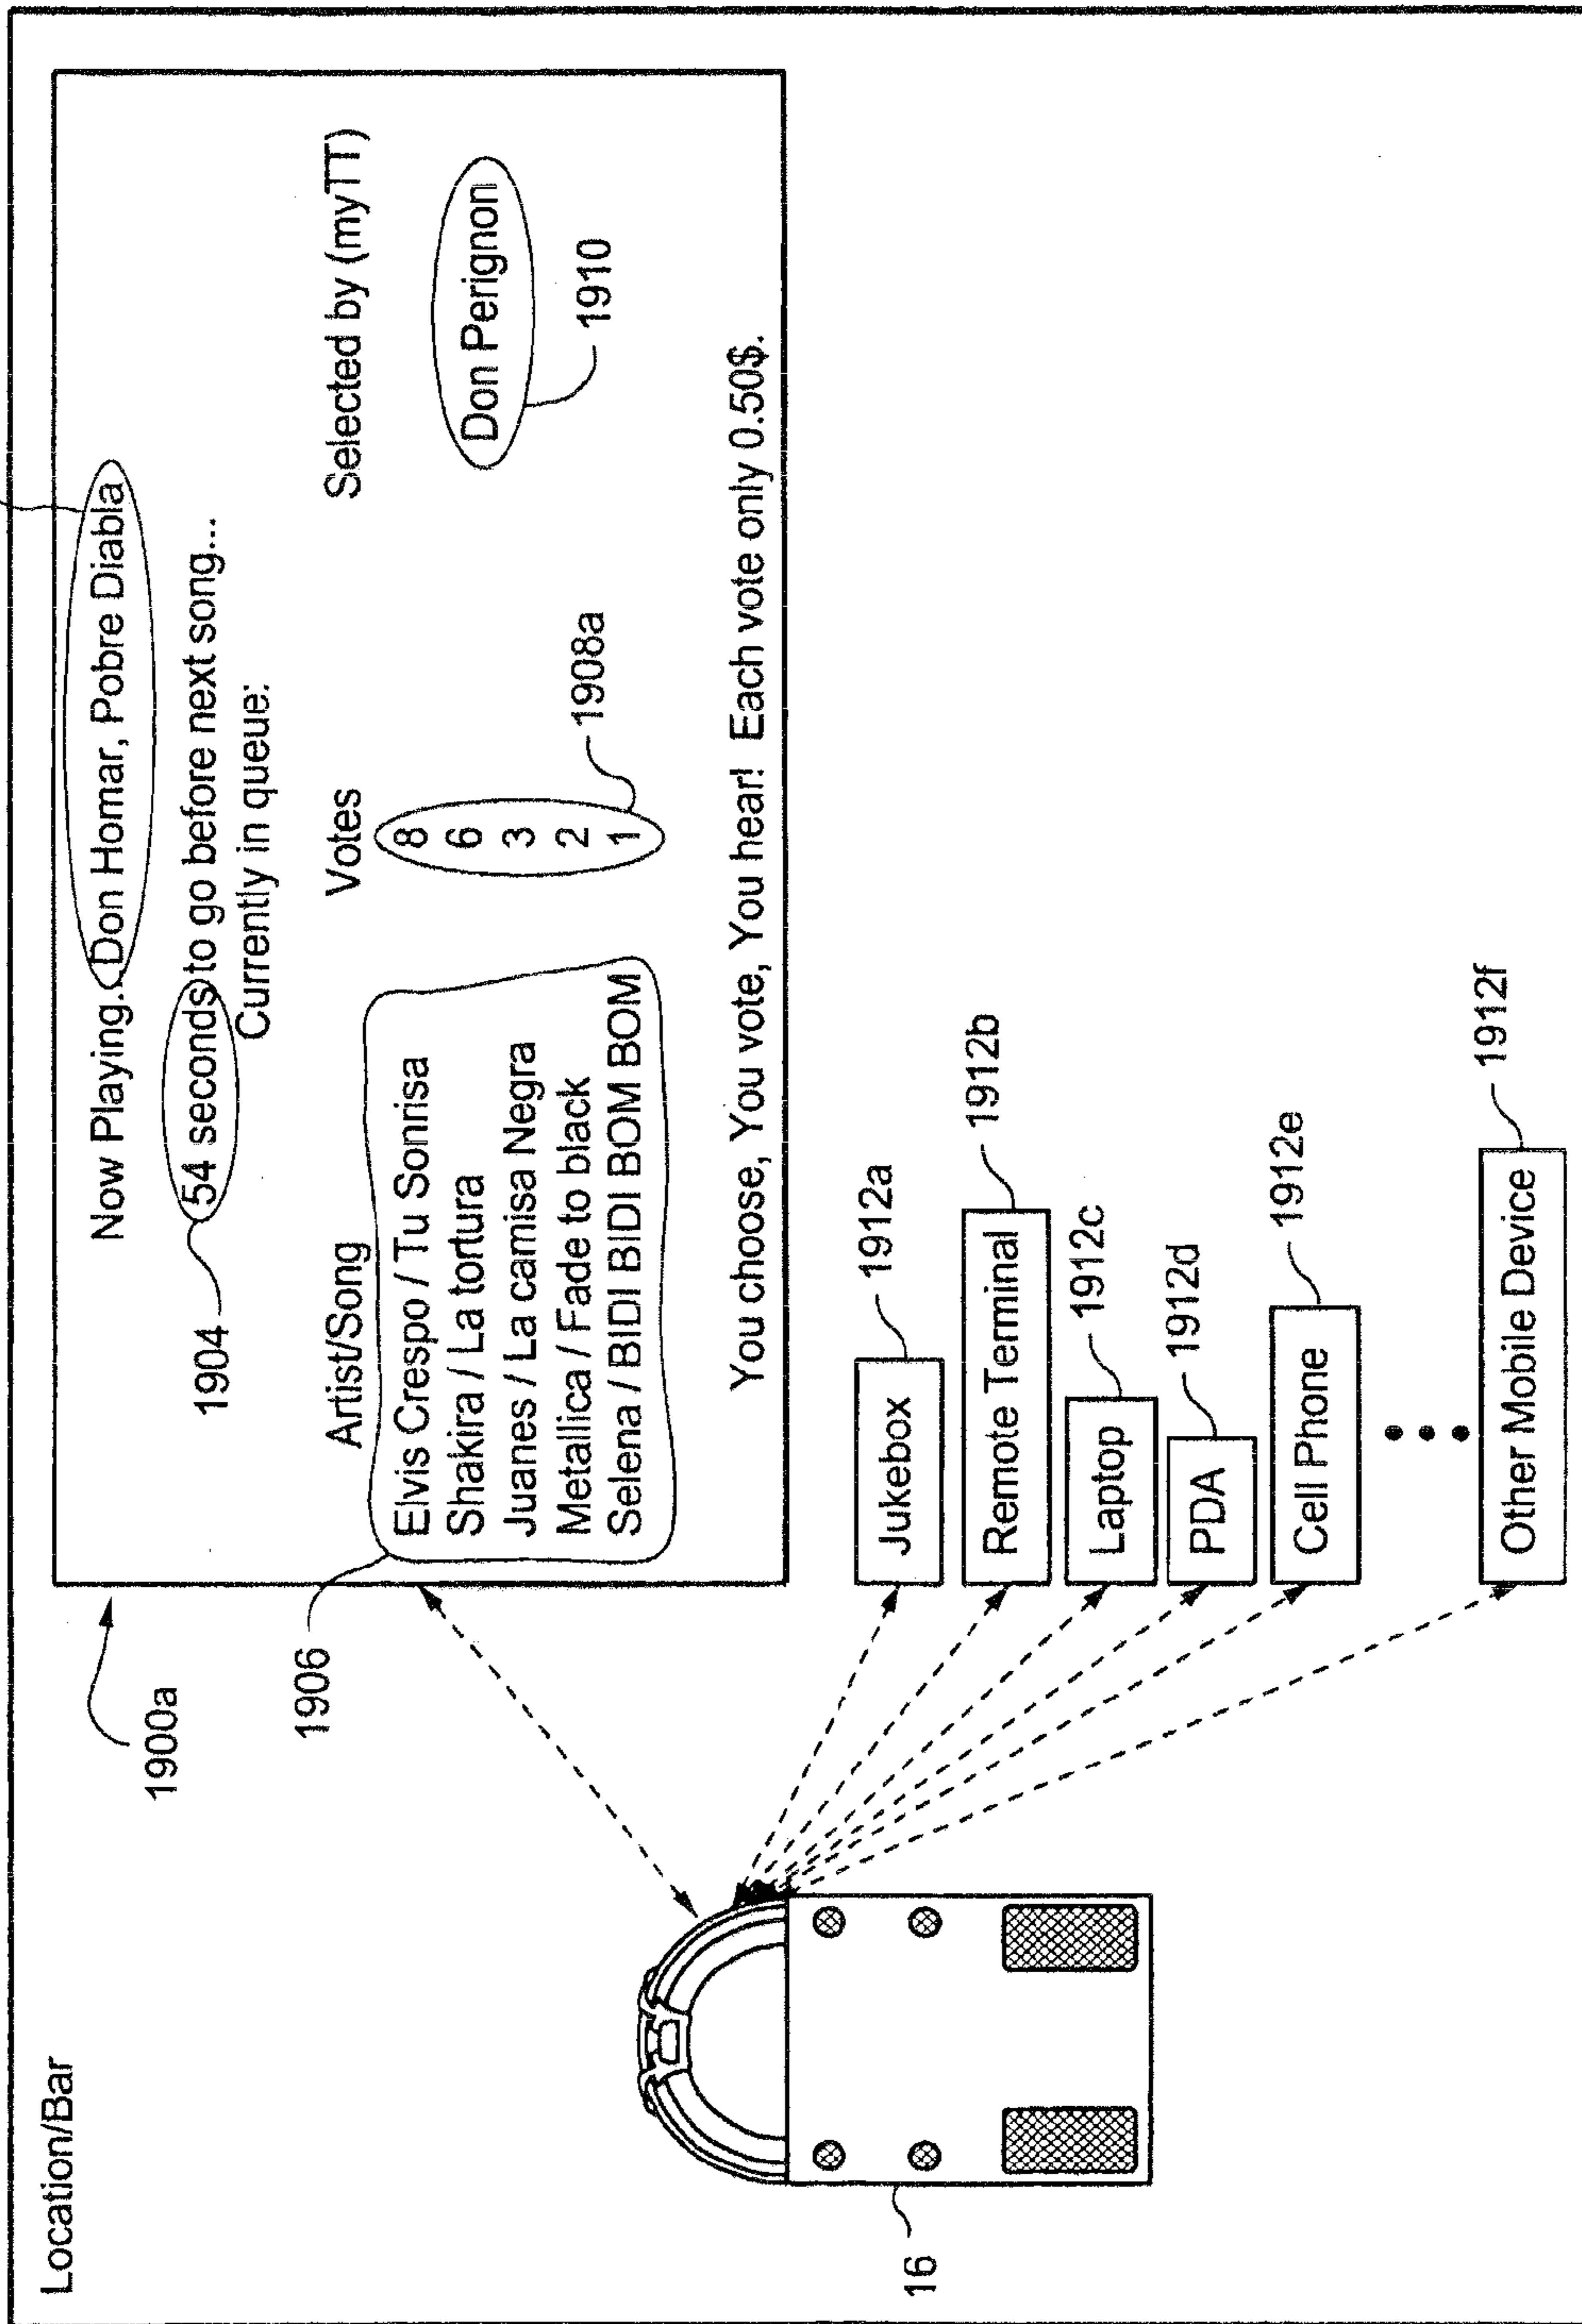 Location/Bar
1900a
Now Playing: Don Homar, Pobre Diabla
1904
54 seconds to go before next song...
Currently in queue:
1906
Artist/Song Votes Selected by (myTT)
Elvis Crespo / Tu Sonrisa 8
Shakira / La tortura 6 Don Perignon
Juanes / La camisa Negra 3
Metallica / Fade to black 2 1908a 1910
Selena / BIDI BIDI BOM BOM 1
You choose, You vote, You hear! Each vote only 0.50$.
16
Jukebox 1912a
Remote Terminal 1912b
Laptop 1912c
PDA 1912d
Cell Phone 1912e
Other Mobile Device 1912f